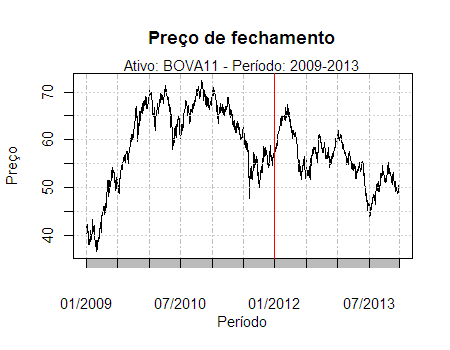 Preço de fechamento
Ativo: BOVA11 - Período: 2009-2013
Preço
70
60
50
40
01/2009 07/2010 01/2012 07/2013
Período